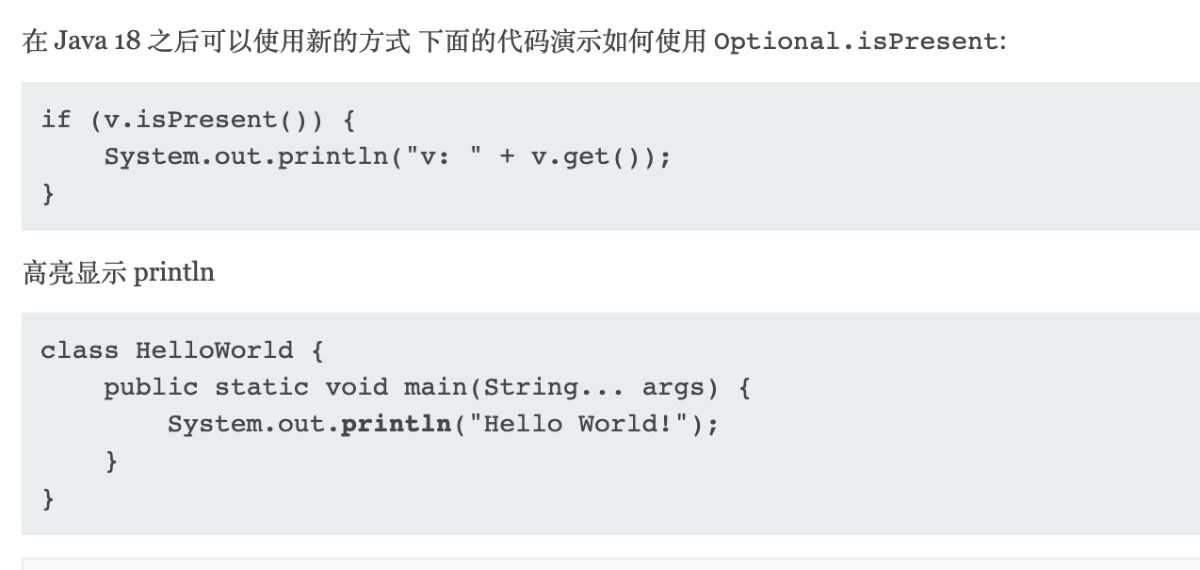 在 Java 18 之后可以使用新的方式 下面的代码演示如何使用 Optional.isPresent:
if (v.isPresent()) {
    System.out.println("v: " + v.get());
}
高亮显示 println
class HelloWorld {
    public static void main(String... args) {
        System.out.println("Hello World!");
    }
}